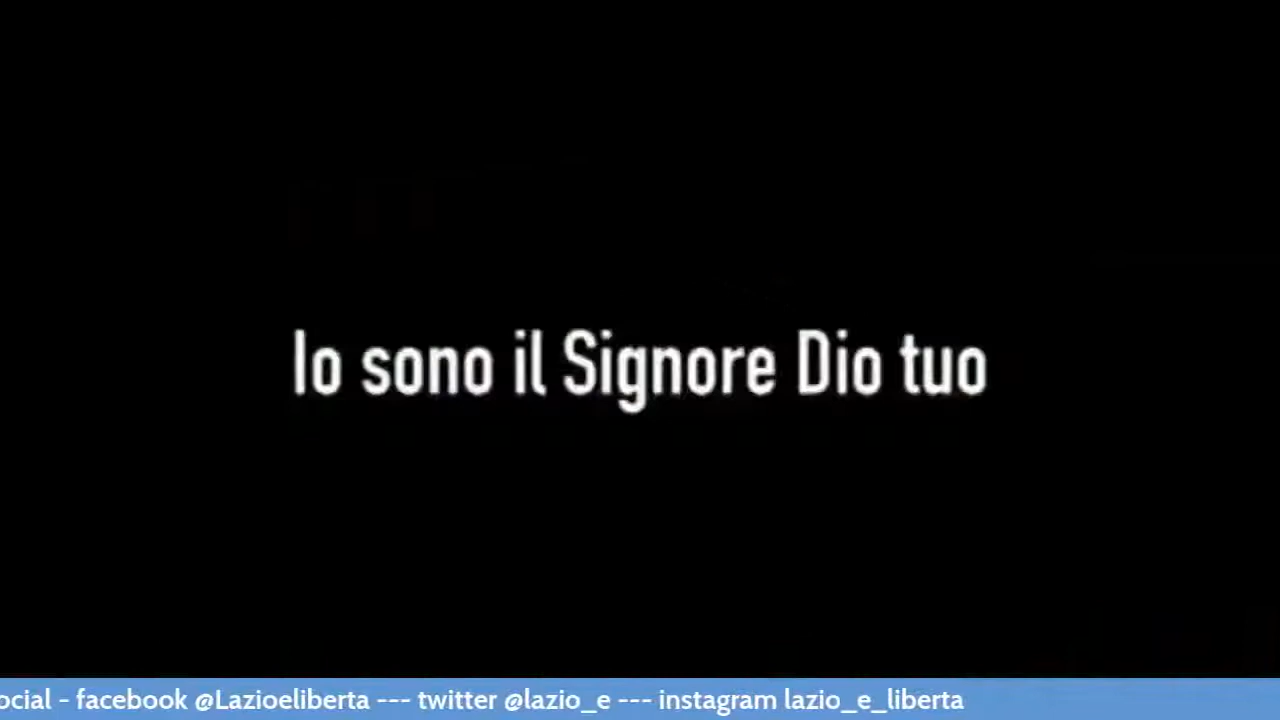 Io sono il Signore Dio tuo
ocial - facebook @Lazioeliberta --- twitter @lazio_e --- instagram lazio_e_liberta